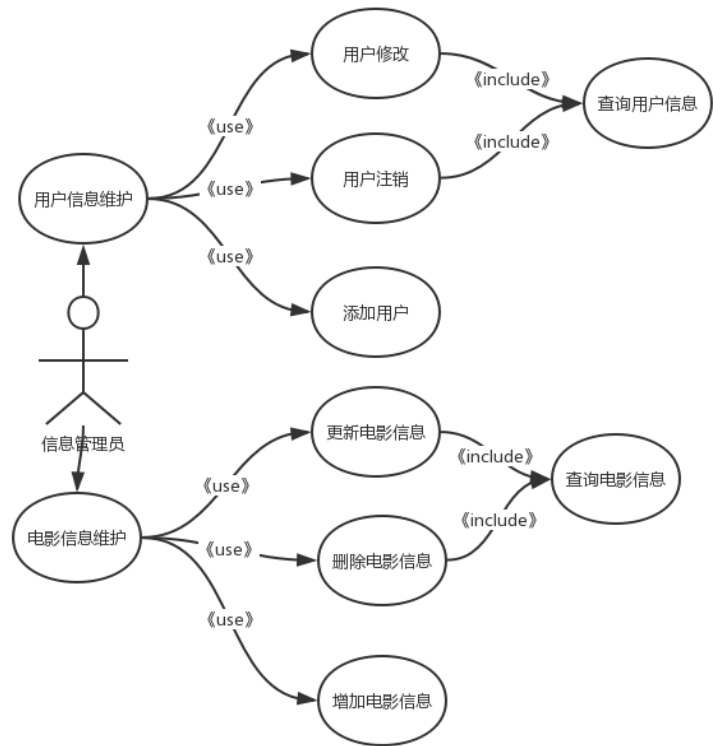 用户修改
《include》
查询用户信息
《use》
《include》
用户信息维护
《use》
用户注销
《use》
添加用户
信息管理员
更新电影信息
《include》
查询电影信息
《use》
《include》
电影信息维护
《use》
删除电影信息
《use》
增加电影信息